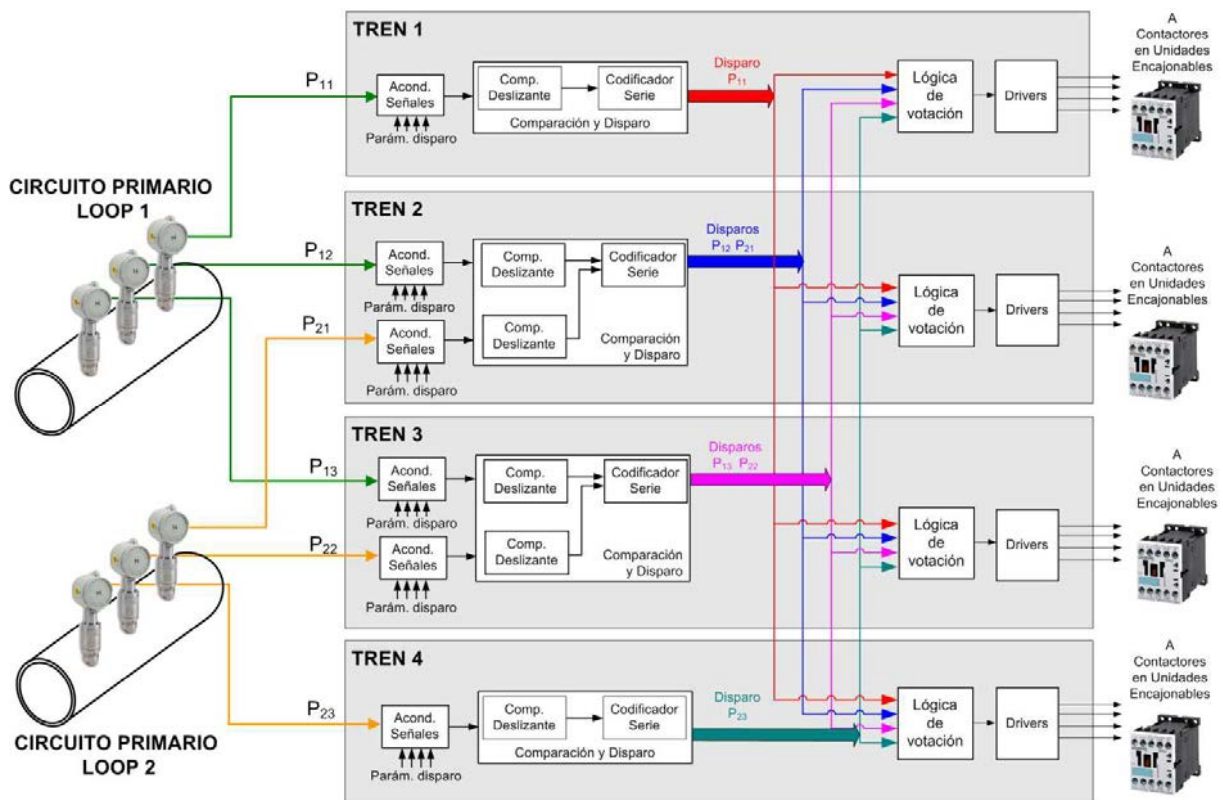 TREN 1
P11
Acond.
Señales
Parám. disparo
Comp.
Deslizante
Codificador
Serie
Comparación y Disparo
Disparo
P11
Lógica
de
votación
Drivers
A
Contactores
en Unidades
Encajonables
CIRCUITO PRIMARIO
LOOP 1
TREN 2
P12
Acond.
Señales
Parám. disparo
P21
Acond.
Señales
Parám. disparo
Comp.
Deslizante
Codificador
Serie
Comp.
Deslizante
Comparación
y Disparo
Disparos
P12 P21
Lógica
de
votación
Drivers
A
Contactores
en Unidades
Encajonables
TREN 3
P13
Acond.
Señales
Parám. disparo
P22
Acond.
Señales
Parám. disparo
Comp.
Deslizante
Codificador
Serie
Comp.
Deslizante
Comparación
y Disparo
Disparos
P13 P22
Lógica
de
votación
Drivers
A
Contactores
en Unidades
Encajonables
TREN 4
P23
Acond.
Señales
Parám. disparo
Comp.
Deslizante
Codificador
Serie
Comparación y Disparo
Disparo
P23
Lógica
de
votación
Drivers
A
Contactores
en Unidades
Encajonables
CIRCUITO PRIMARIO
LOOP 2